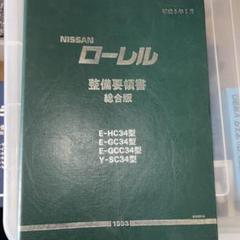 NISSAN
ローレル
整備要領書
総合版
E-HC34型
E-GC34型
E-GCC34型
Y-SC34型
1993